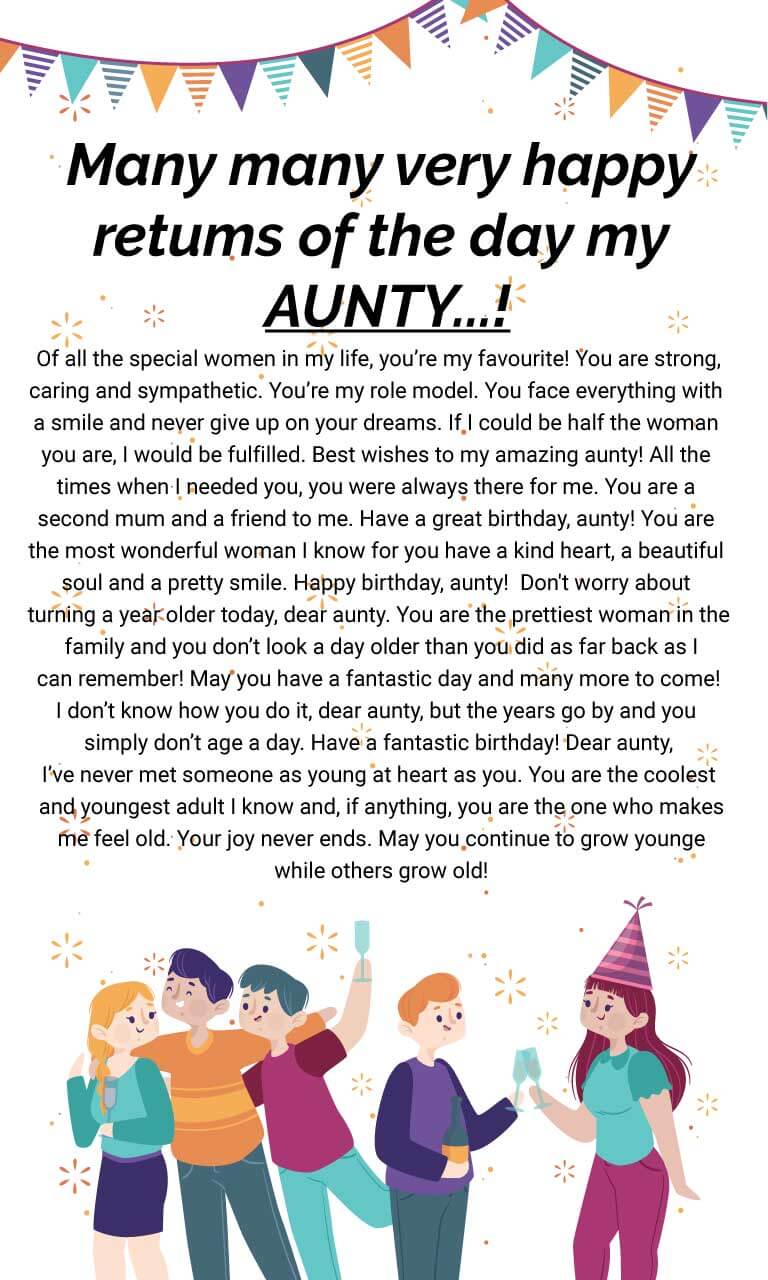 Many many very happy
retums of the day my
AUNTY...!
Of all the special women in my life, you’re my favourite! You are strong,
caring and sympathetic. You’re my role model. You face everything with
a smile and never give up on your dreams. If I could be half the woman
you are, I would be fulfilled. Best wishes to my amazing aunty! All the
times when I needed you, you were always there for me. You are a
second mum and a friend to me. Have a great birthday, aunty! You are
the most wonderful woman I know for you have a kind heart, a beautiful
soul and a pretty smile. Happy birthday, aunty!  Don't worry about
turning a year older today, dear aunty. You are the prettiest woman in the
family and you don’t look a day older than you did as far back as I
can remember! May you have a fantastic day and many more to come!
I don’t know how you do it, dear aunty, but the years go by and you
simply don’t age a day. Have a fantastic birthday! Dear aunty,
I’ve never met someone as young at heart as you. You are the coolest
and youngest adult I know and, if anything, you are the one who makes
me feel old. Your joy never ends. May you continue to grow younge
while others grow old!